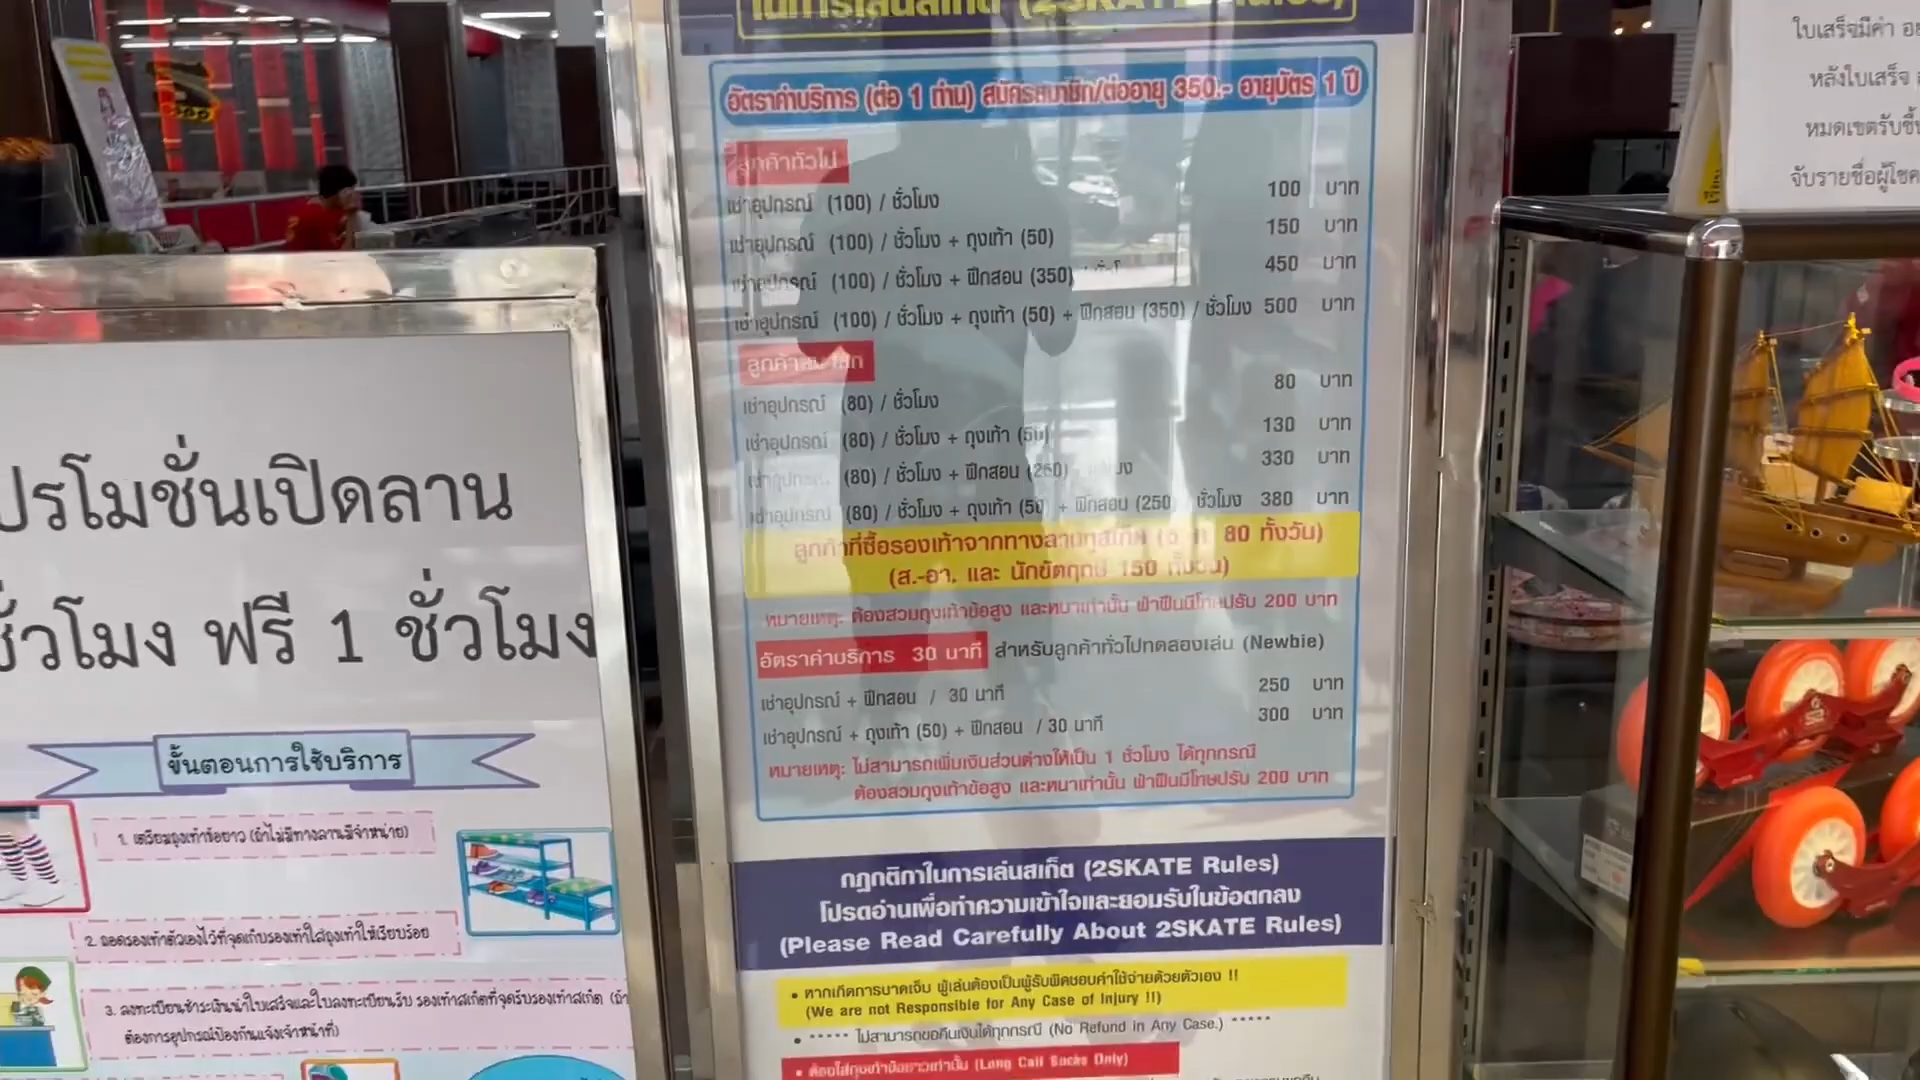 ในการเล่นสเก็ต (2SKATE Rules)
อัตราค่าบริการ (ต่อ 1 ท่าน) สมัครสมาชิก/ต่ออายุ 350.- อายุบัตร 1 ปี
ลูกค้าทั่วไป
เช่าอุปกรณ์ (100) / ชั่วโมง 100 บาท
เช่าอุปกรณ์ (100) / ชั่วโมง + ถุงเท้า (50) 150 บาท
เช่าอุปกรณ์ (100) / ชั่วโมง + ฝึกสอน (350) 450 บาท
เช่าอุปกรณ์ (100) / ชั่วโมง + ถุงเท้า (50) + ฝึกสอน (350) / ชั่วโมง 500 บาท
ลูกค้าสมาชิก
เช่าอุปกรณ์ (80) / ชั่วโมง 80 บาท
เช่าอุปกรณ์ (80) / ชั่วโมง + ถุงเท้า (50) 130 บาท
เช่าอุปกรณ์ (80) / ชั่วโมง + ฝึกสอน (250) 330 บาท
เช่าอุปกรณ์ (80) / ชั่วโมง + ถุงเท้า (50) + ฝึกสอน (250) ชั่วโมง 380 บาท
ลูกค้าที่ซื้อรองเท้าจากทางลานทูสเก็ต 80 ทั้งวัน)
(ส.-อา. และ นักขัตฤกษ์ 150 ทั้งวัน)
หมายเหตุ: ต้องสวมถุงเท้าข้อสูง และหนาเท่านั้น ฝ่าฝืนมีโทษปรับ 200 บาท
อัตราค่าบริการ 30 นาที สำหรับลูกค้าทั่วไปทดลองเล่น (Newbie)
เช่าอุปกรณ์ + ฝึกสอน / 30 นาที 250 บาท
เช่าอุปกรณ์ + ถุงเท้า (50) + ฝึกสอน / 30 นาที 300 บาท
หมายเหตุ: ไม่สามารถเพิ่มเงินส่วนต่างให้เป็น 1 ชั่วโมง ได้ทุกกรณี
ต้องสวมถุงเท้าข้อสูง และหนาเท่านั้น ฝ่าฝืนมีโทษปรับ 200 บาท
กฎกติกาในการเล่นสเก็ต (2SKATE Rules)
โปรดอ่านเพื่อทำความเข้าใจและยอมรับในข้อตกลง
(Please Read Carefully About 2SKATE Rules)
• หากเกิดการบาดเจ็บ ผู้เล่นต้องเป็นผู้รับผิดชอบค่าใช้จ่ายด้วยตัวเอง !!
(We are not Responsible for Any Case of Injury !!)
• ***** ไม่สามารถขอคืนเงินได้ทุกกรณี (No Refund in Any Case.) *****
• ต้องใส่ถุงเท้าข้อยาวเท่านั้น (Long Calf Socks Only)
ปรโมชั่นเปิดลาน
ชั่วโมง ฟรี 1 ชั่วโมง
ขั้นตอนการใช้บริการ
1. เตรียมถุงเท้าข้อยาว (ถ้าไม่มีทางลานมีจำหน่าย)
2. ถอดรองเท้าตัวเองไว้ที่จุดเก็บรองเท้าใส่ถุงเท้าให้เรียบร้อย
3. ลงทะเบียนชำระเงินนำใบเสร็จและใบลงทะเบียนรับ รองเท้าสเก็ตที่จุดรับรองเท้าสเก็ต (ถ้า
ต้องการอุปกรณ์ป้องกันแจ้งเจ้าหน้าที่)
ใบเสร็จมีค่า อย
หลังใบเสร็จ
หมดเขตรับชิ้
จับรายชื่อผู้โชค